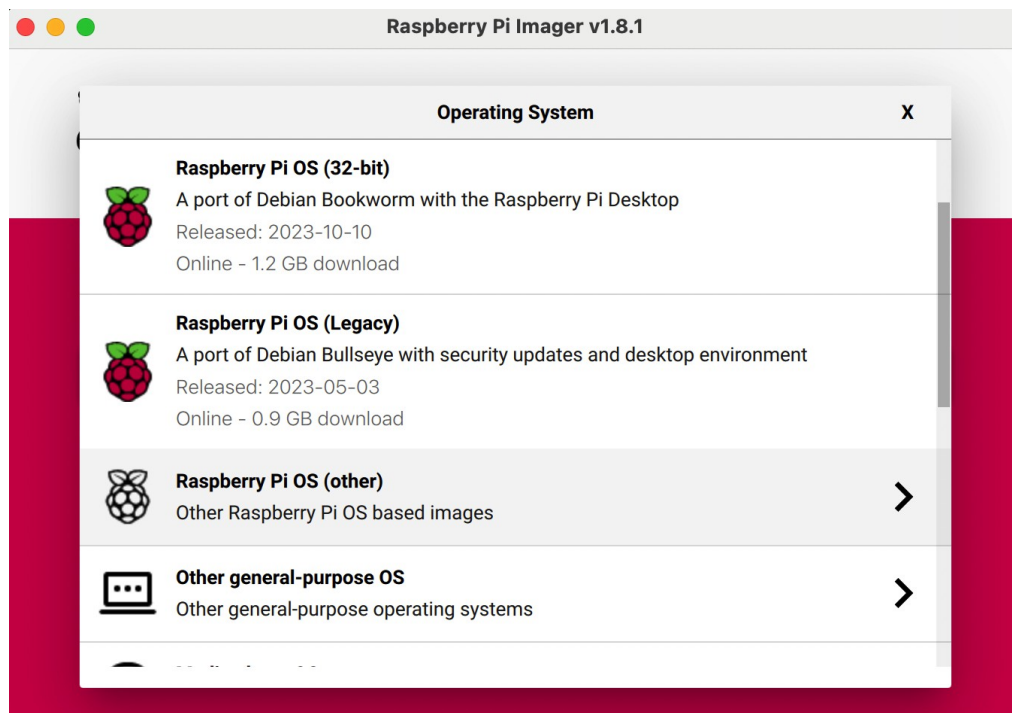 Raspberry Pi Imager v1.8.1
Operating System
X
Raspberry Pi OS (32-bit)
A port of Debian Bookworm with the Raspberry Pi Desktop
Released: 2023-10-10
Online - 1.2 GB download
Raspberry Pi OS (Legacy)
A port of Debian Bullseye with security updates and desktop environment
Released: 2023-05-03
Online - 0.9 GB download
Raspberry Pi OS (other)
Other Raspberry Pi OS based images
Other general-purpose OS
Other general-purpose operating systems